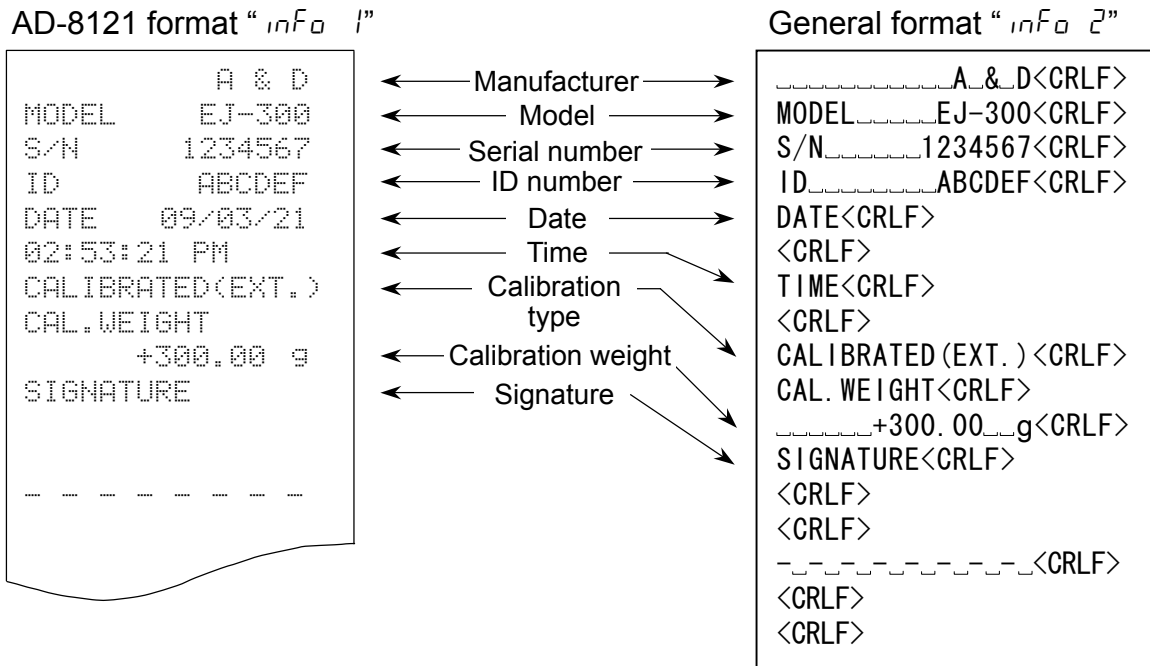 AD-8121 format “ inFo 1”
A & D
MODEL EJ-300
S/N 1234567
ID ABCDEF
DATE 09/03/21
02:53:21 PM
CALIBRATED(EXT.)
CAL.WEIGHT
+300.00 g
SIGNATURE
_ _ _ _ _ _ _ _
Manufacturer
Model
Serial number
ID number
Date
Time
Calibration
type
Calibration weight
Signature
General format “ inFo 2”
␣␣␣␣␣␣␣␣␣␣␣A␣&␣D<CRLF>
MODEL␣␣␣␣␣EJ-300<CRLF>
S/N␣␣␣␣␣␣1234567<CRLF>
ID␣␣␣␣␣␣␣␣ABCDEF<CRLF>
DATE<CRLF>
<CRLF>
TIME<CRLF>
<CRLF>
CALIBRATED(EXT.)<CRLF>
CAL.WEIGHT<CRLF>
␣␣␣␣␣␣+300.00␣␣g<CRLF>
SIGNATURE<CRLF>
<CRLF>
<CRLF>
-␣-␣-␣-␣-␣-␣-␣-␣<CRLF>
<CRLF>
<CRLF>